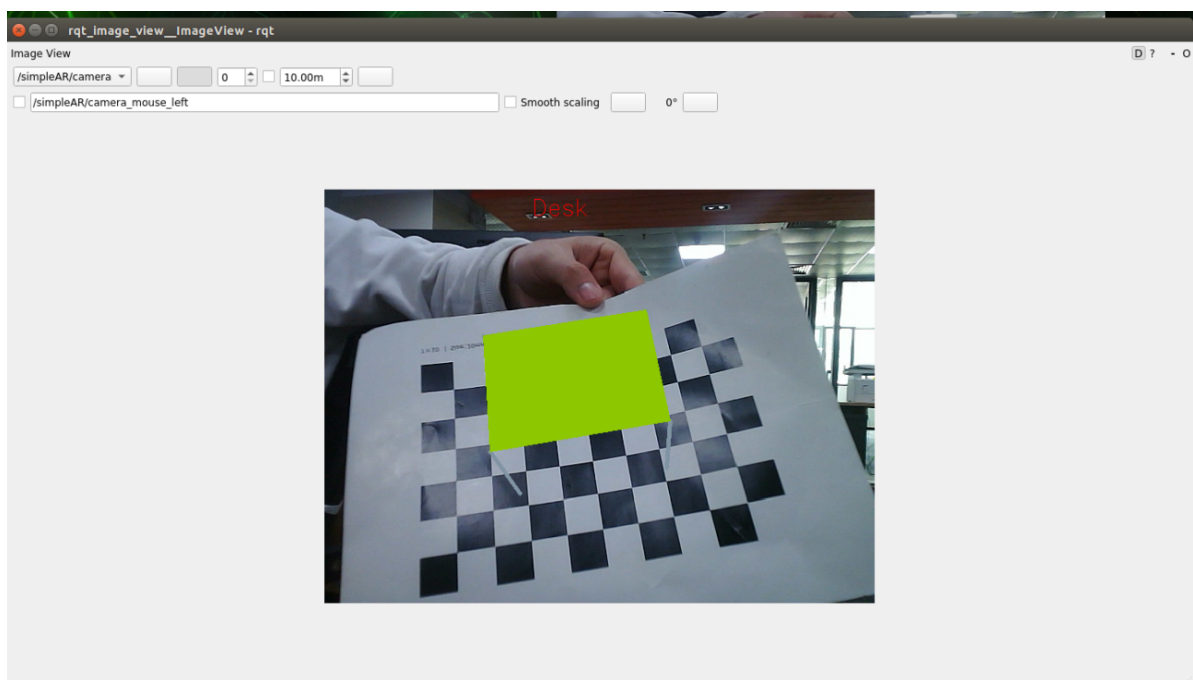 rqt_image_view__ImageView - rqt
Image View
D ? - O
/simpleAR/camera 0 10.00m
/simpleAR/camera_mouse_left Smooth scaling 0°
Desk